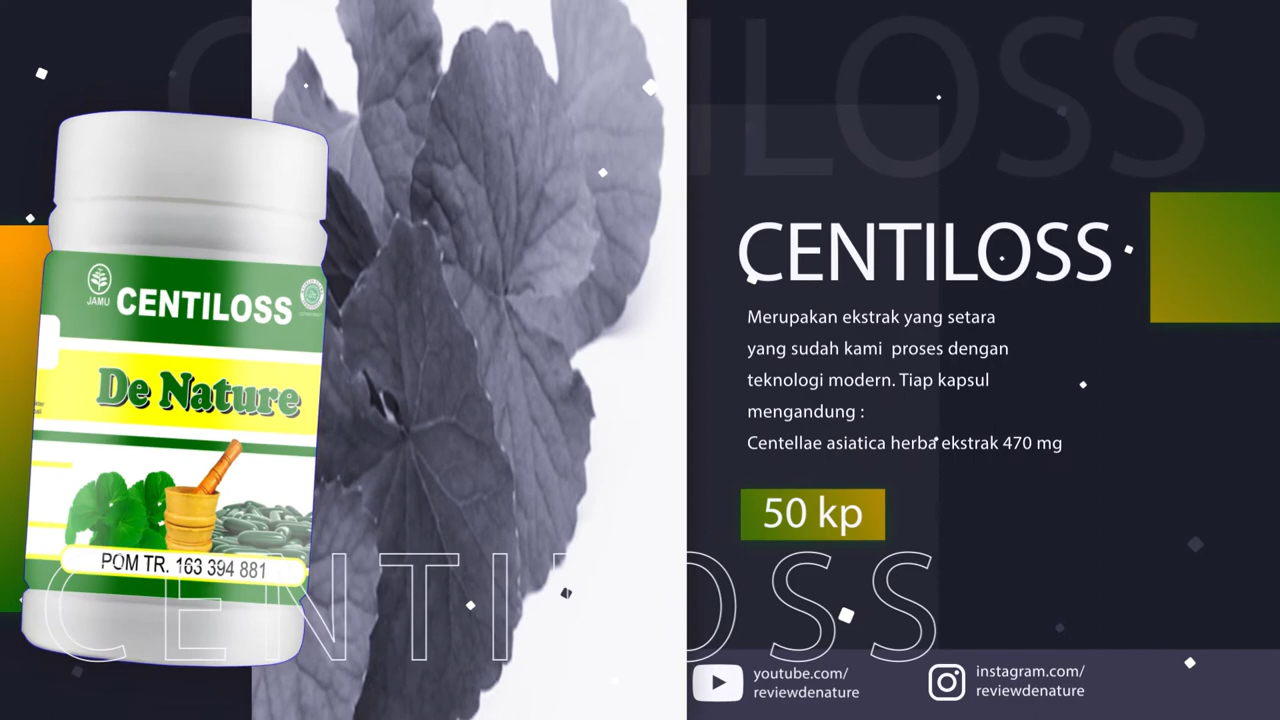 CENTILOSS
JAMU
CENTILOSS
De Nature
POM TR. 163 394 881
CENTILOSS
Merupakan ekstrak yang setara
yang sudah kami proses dengan
teknologi modern. Tiap kapsul
mengandung :
Centellae asiatica herba ekstrak 470 mg
50 kp
CENTILOSS
youtube.com/
reviewdenature
instagram.com/
reviewdenature